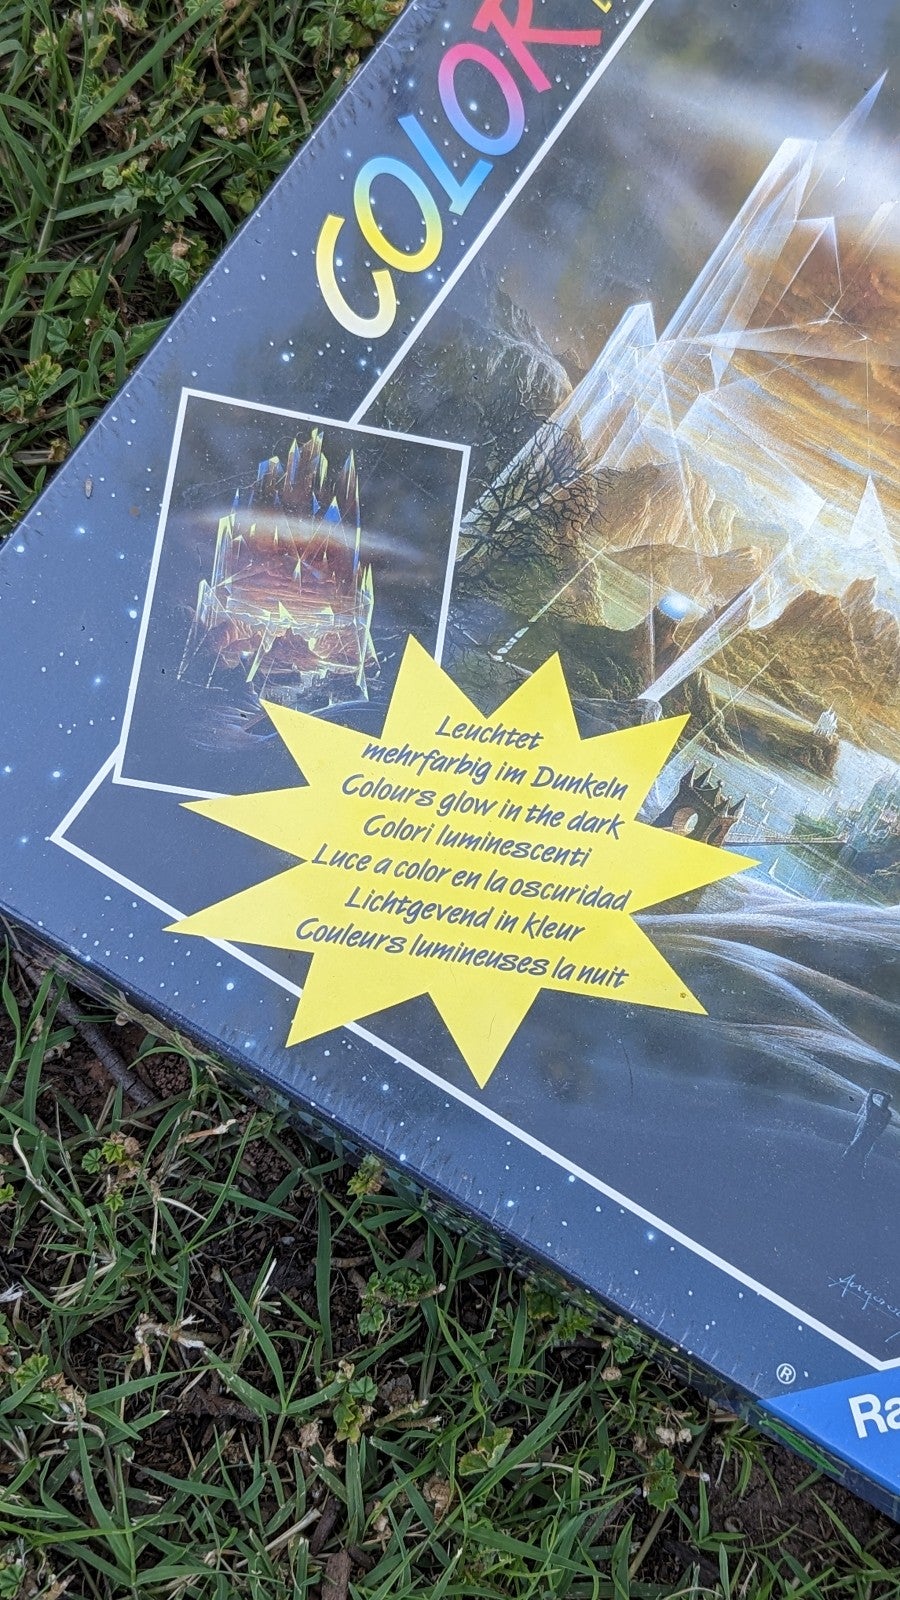 COLOR
Leuchtet
mehrfarbig im Dunkeln
Colours glow in the dark
Colori luminescenti
Luce a color en la oscuridad
Lichtgevend in kleur
Couleurs lumineuses la nuit
®
Ra